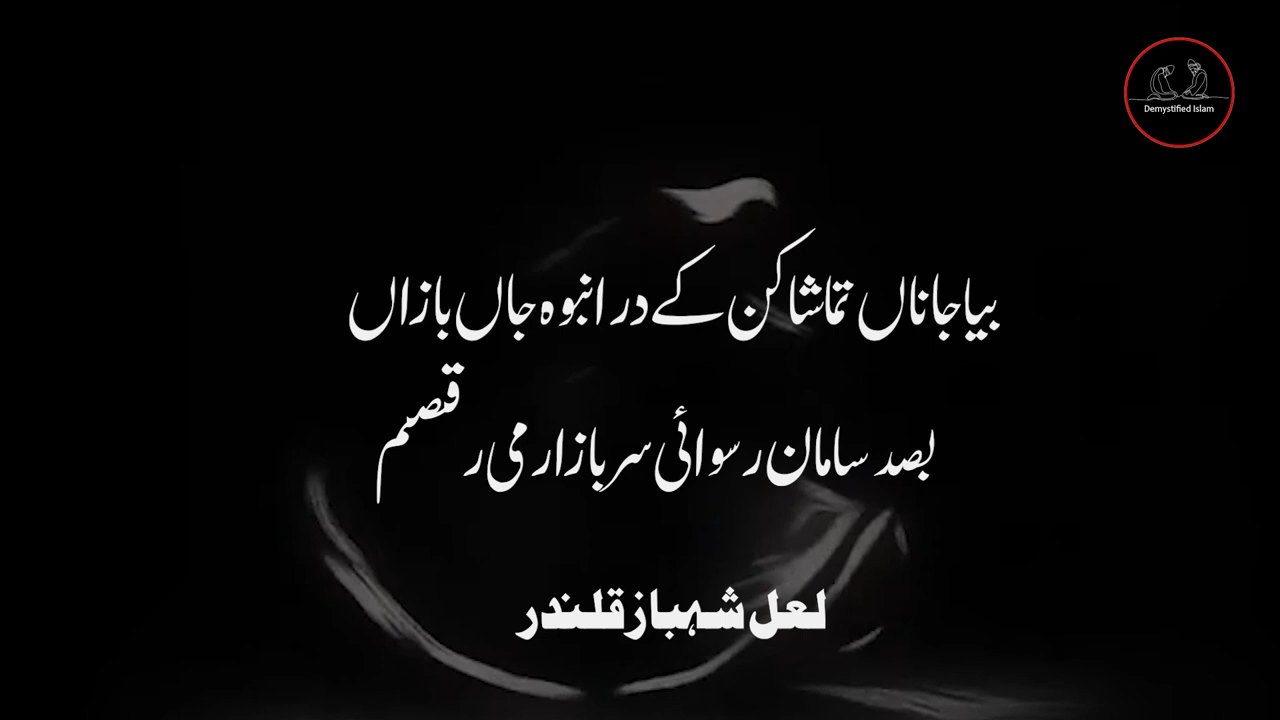 Demystified Islam
بیا جاناں تماشا کن کے در انبوہ جاں بازاں
بصد سامان رسوائی سر بازار می رقصم
لعل شہباز قلندر